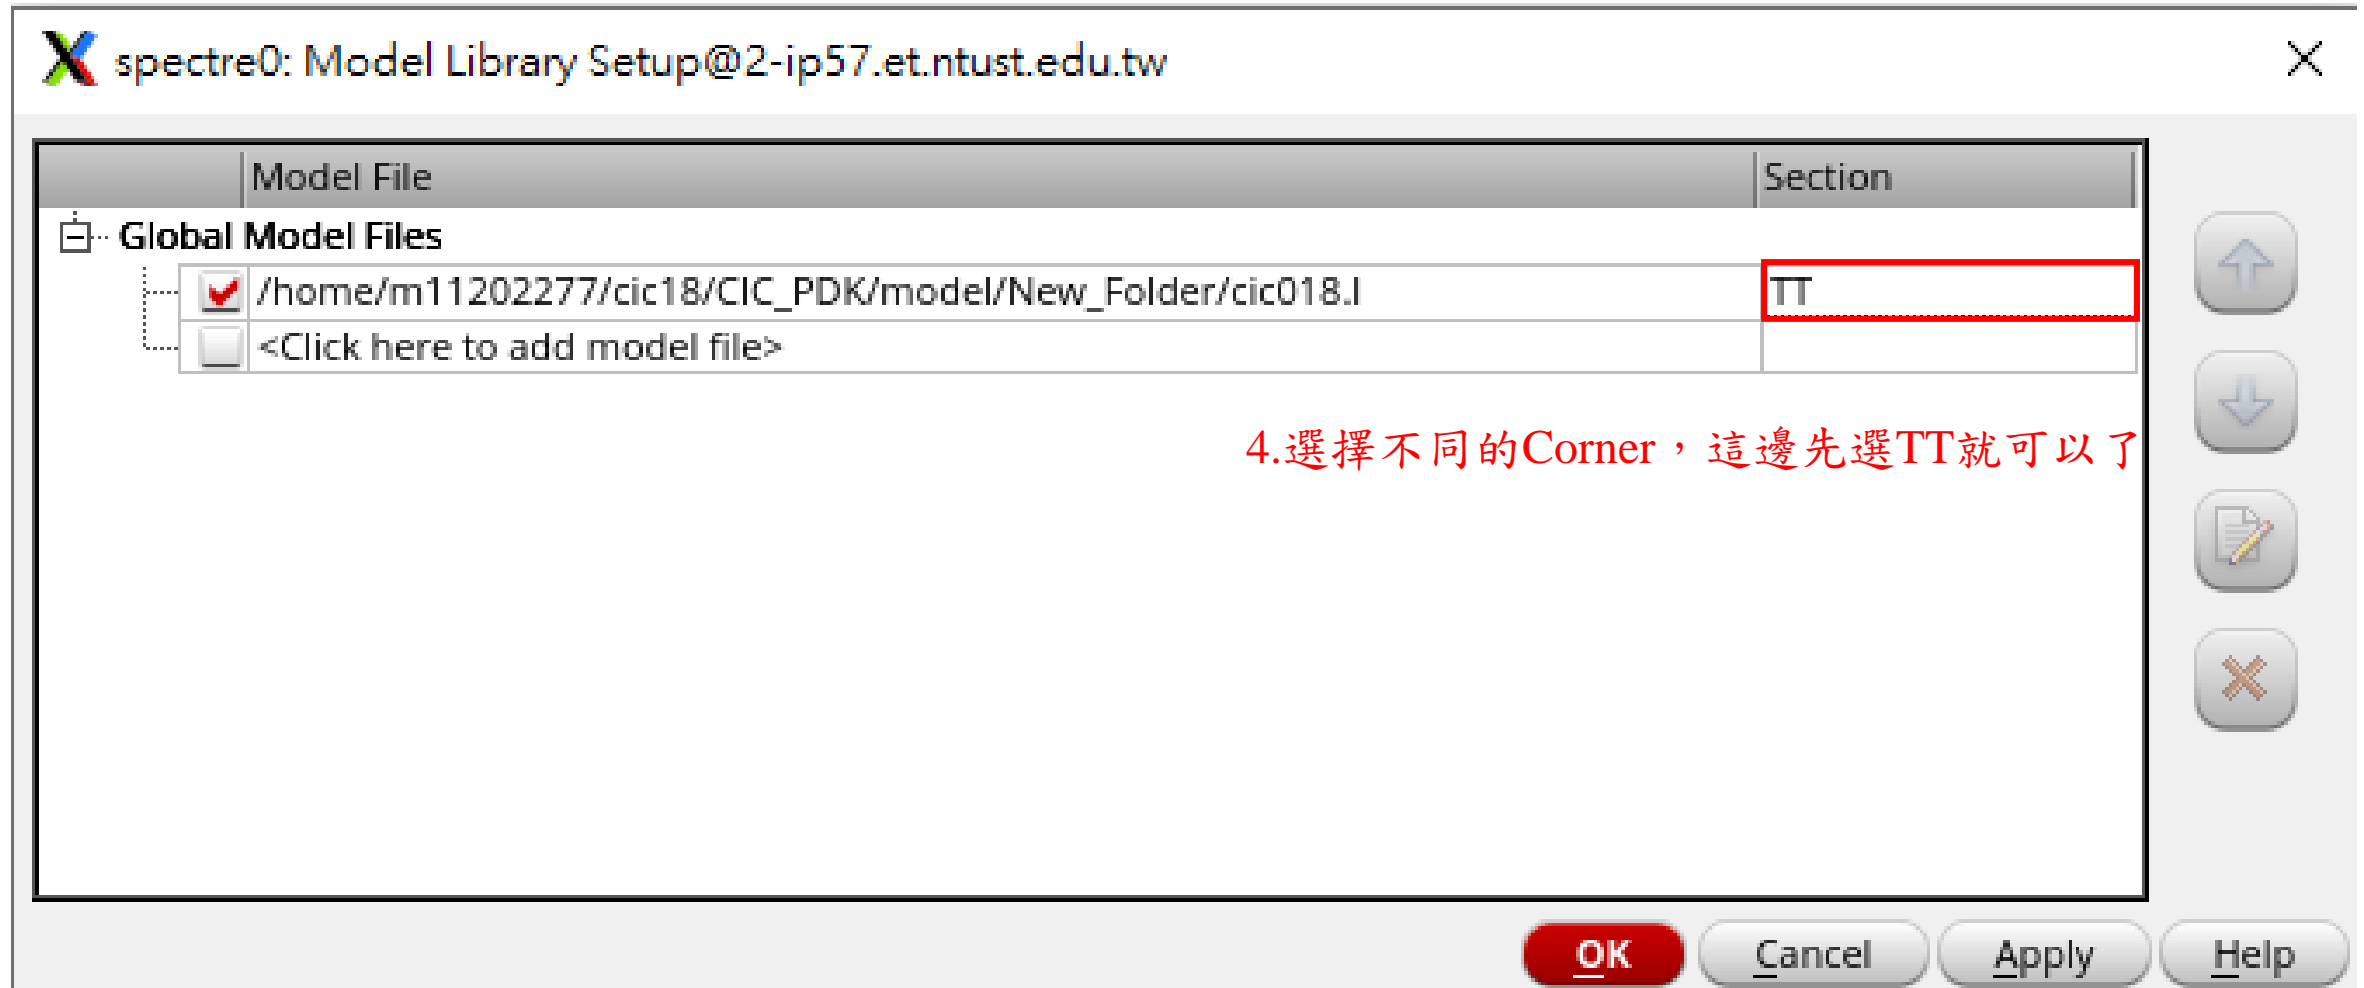 spectre0: Model Library Setup@2-ip57.et.ntust.edu.tw
Model File Section
Global Model Files
/home/m11202277/cic18/CIC_PDK/model/New_Folder/cic018.l TT
<Click here to add model file>
4.選擇不同的Corner，這邊先選TT就可以了
OK Cancel Apply Help